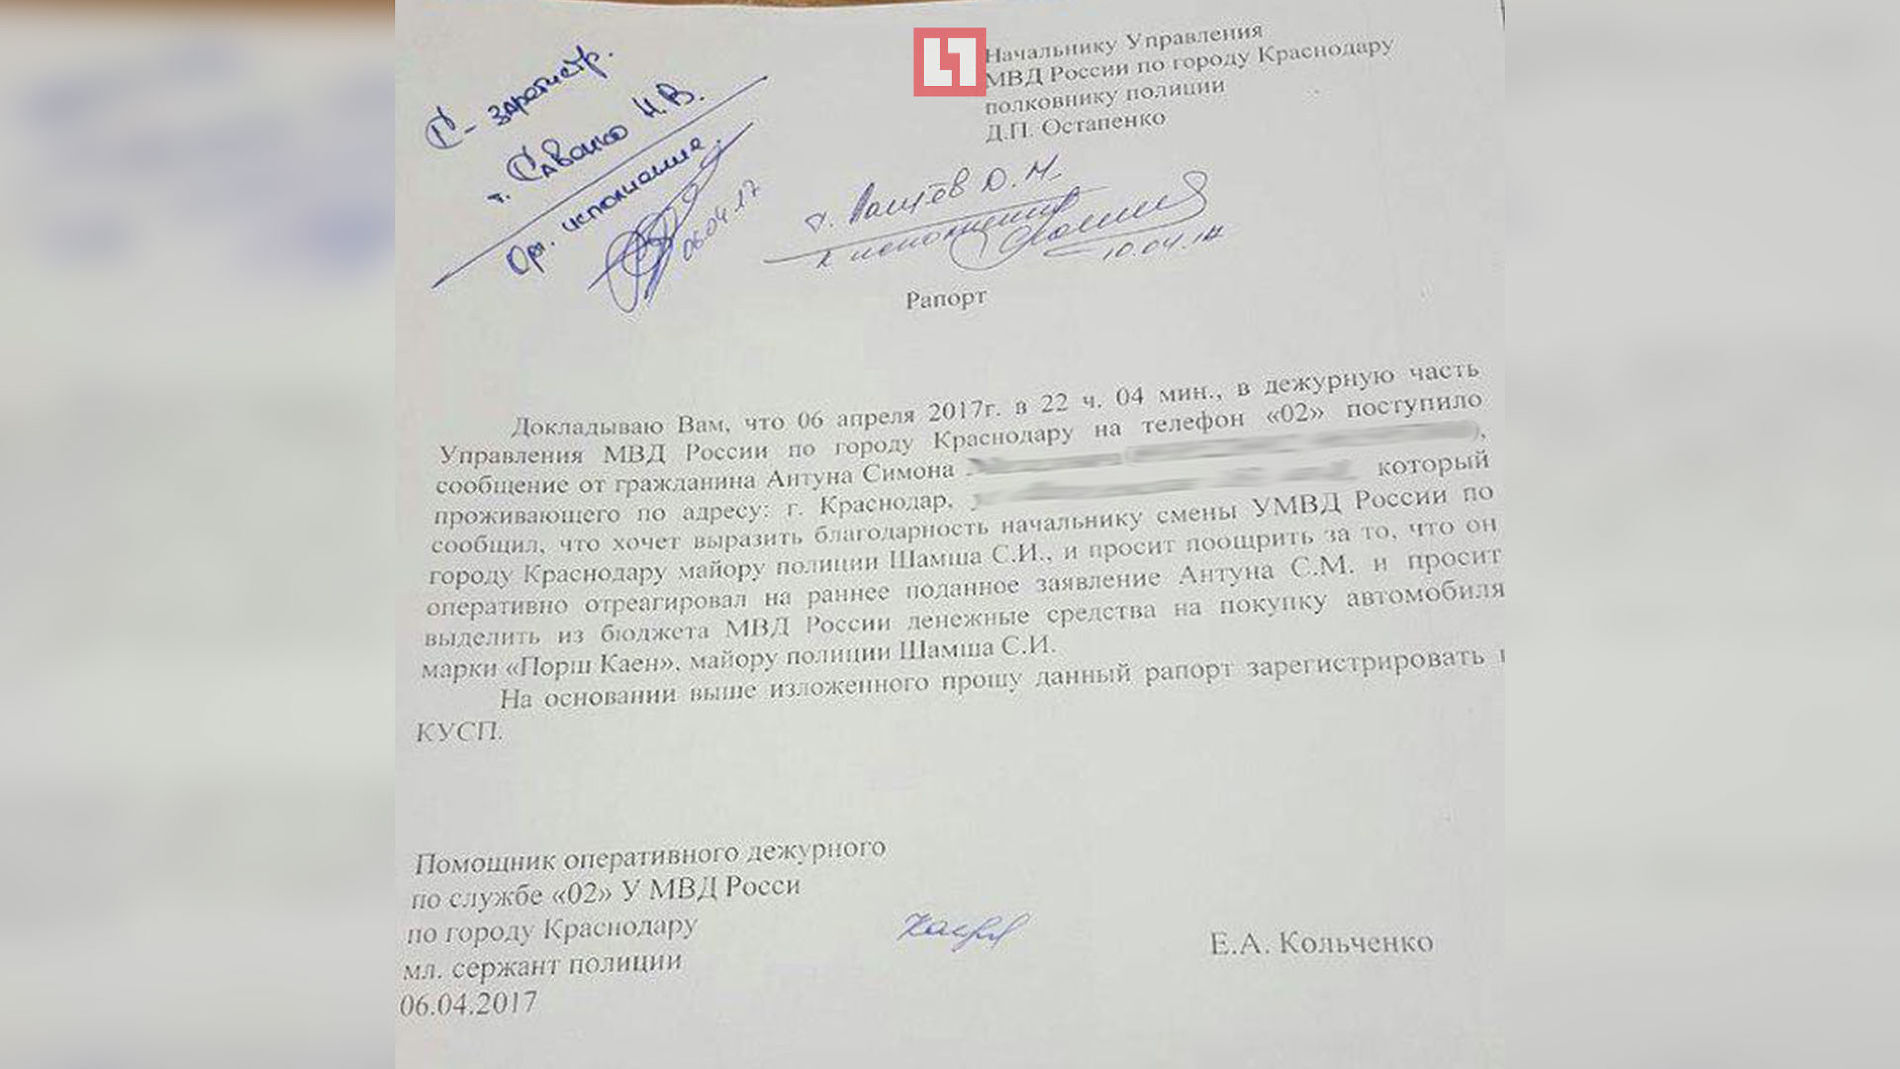 Начальнику Управления
МВД России по городу Краснодару
полковнику полиции
Д.П. Остапенко
- зарегистр.
т. Савенко Н.В.
Орг. исполнение.
06.04.17
к исполнению
10.04.17
Рапорт
Докладываю Вам, что 06 апреля 2017г. в 22 ч. 04 мин., в дежурную часть
Управления МВД России по городу Краснодару на телефон «02» поступило
сообщение от гражданина Антуна Симона
проживающего по адресу: г. Краснодар, который
сообщил, что хочет выразить благодарность начальнику смены УМВД России по
городу Краснодару майору полиции Шамша С.И., и просит поощрить за то, что он
оперативно отреагировал на раннее поданное заявление Антуна С.М. и просит
выделить из бюджета МВД России денежные средства на покупку автомобиля
марки «Порш Каен», майору полиции Шамша С.И.
На основании выше изложенного прошу данный рапорт зарегистрировать
КУСП.
Помощник оперативного дежурного
по службе «02» У МВД Росси
по городу Краснодару
мл. сержант полиции
06.04.2017
Е.А. Кольченко